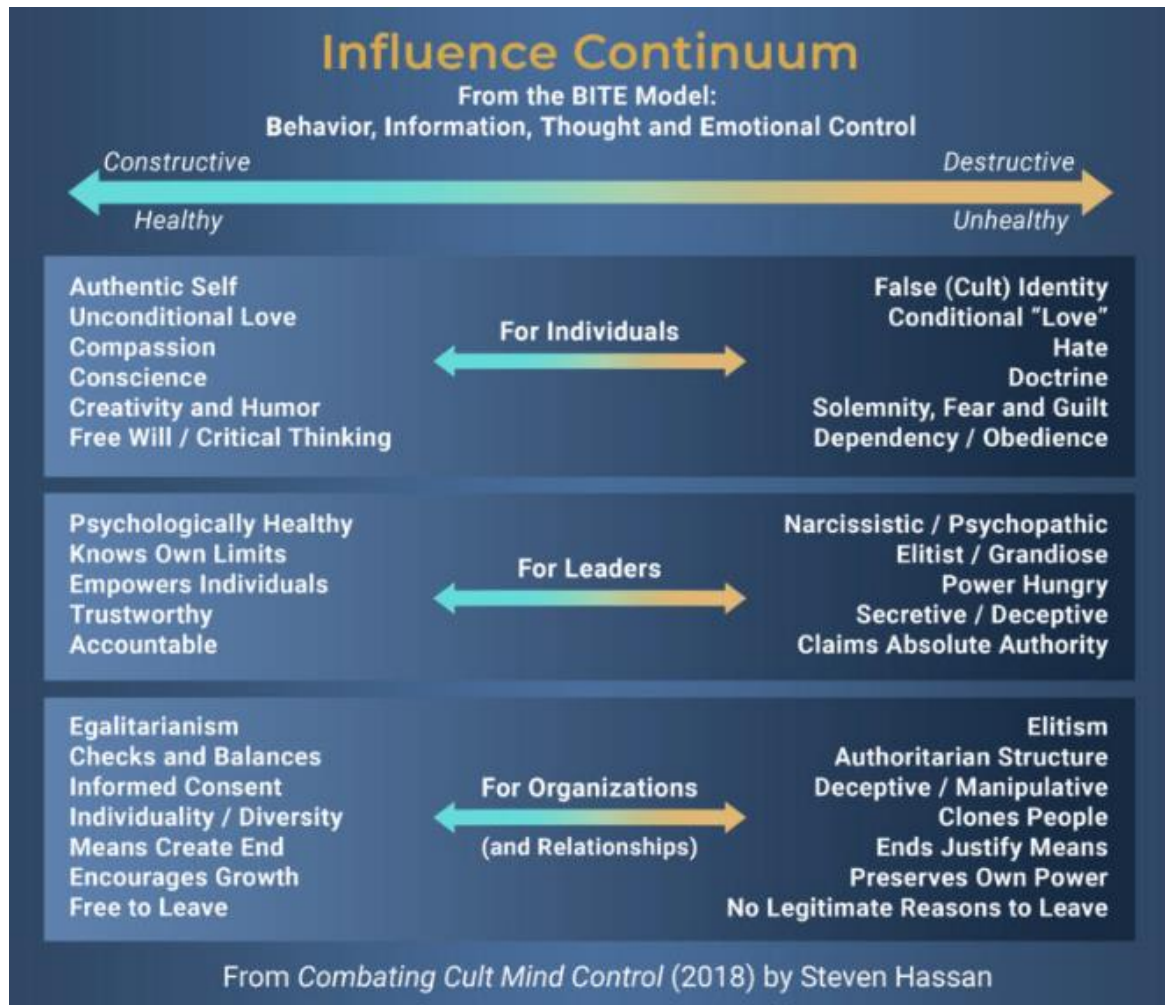 Influence Continuum
From the BITE Model:
Behavior, Information, Thought and Emotional Control
Constructive
Destructive
Healthy
Unhealthy
Authentic Self
Unconditional Love
Compassion
Conscience
Creativity and Humor
Free Will / Critical Thinking
For Individuals
False (Cult) Identity
Conditional “Love”
Hate
Doctrine
Solemnity, Fear and Guilt
Dependency / Obedience
Psychologically Healthy
Knows Own Limits
Empowers Individuals
Trustworthy
Accountable
For Leaders
Narcissistic / Psychopathic
Elitist / Grandiose
Power Hungry
Secretive / Deceptive
Claims Absolute Authority
Egalitarianism
Checks and Balances
Informed Consent
Individuality / Diversity
Means Create End
Encourages Growth
Free to Leave
For Organizations
(and Relationships)
Elitism
Authoritarian Structure
Deceptive / Manipulative
Clones People
Ends Justify Means
Preserves Own Power
No Legitimate Reasons to Leave
From Combating Cult Mind Control (2018) by Steven Hassan